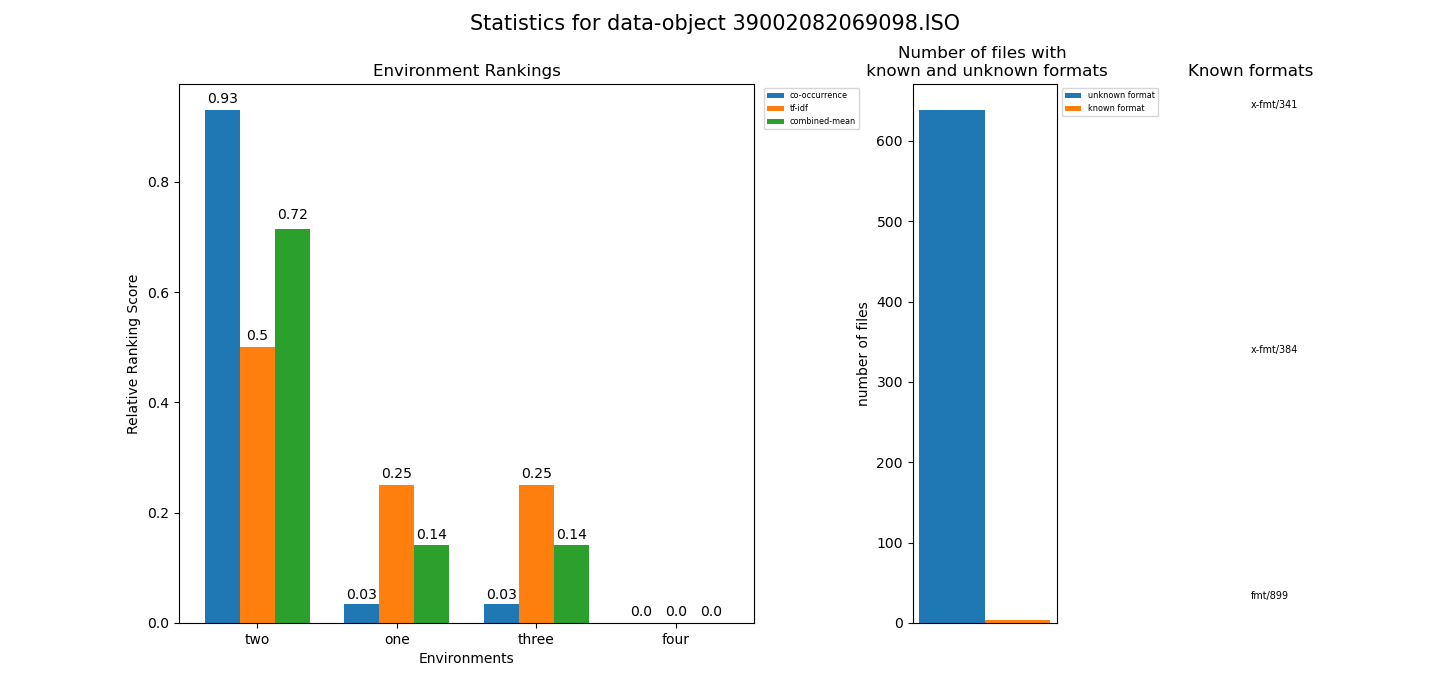 Statistics for data-object 39002082069098.ISO
Environment Rankings
0.93
0.5
0.72
0.03
0.25
0.14
0.03
0.25
0.14
0.0 0.0 0.0
0.8
0.6
0.4
0.2
0.0
Relative Ranking Score
two one three four
Environments
co-occurrence
tf-idf
combined-mean
Number of files with
known and unknown formats
600
500
400
300
200
100
0
number of files
unknown format
known format
Known formats
x-fmt/341
x-fmt/384
fmt/899